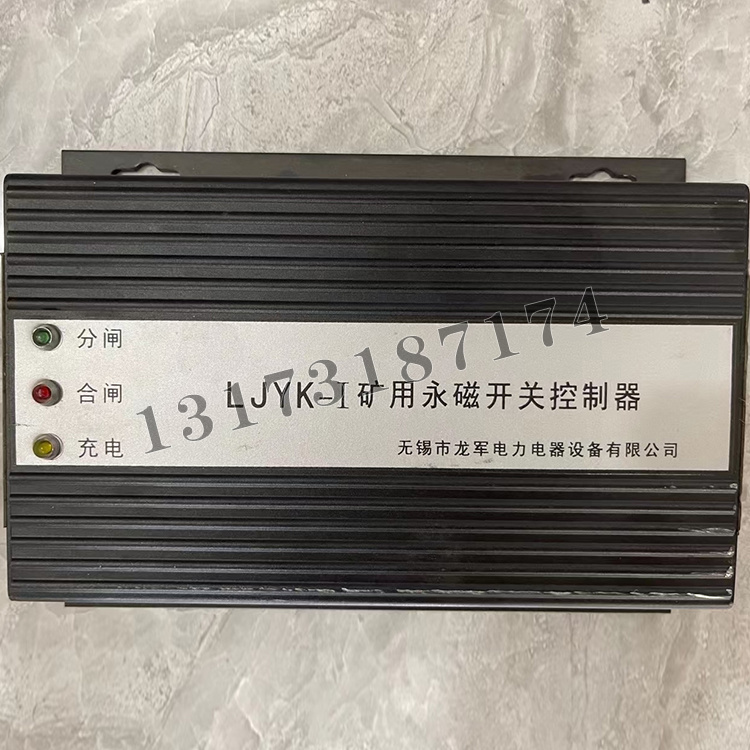 分闸
合闸
充电
LJYK-I矿用永磁开关控制器
无锡市龙军电力电器设备有限公司
13173187174